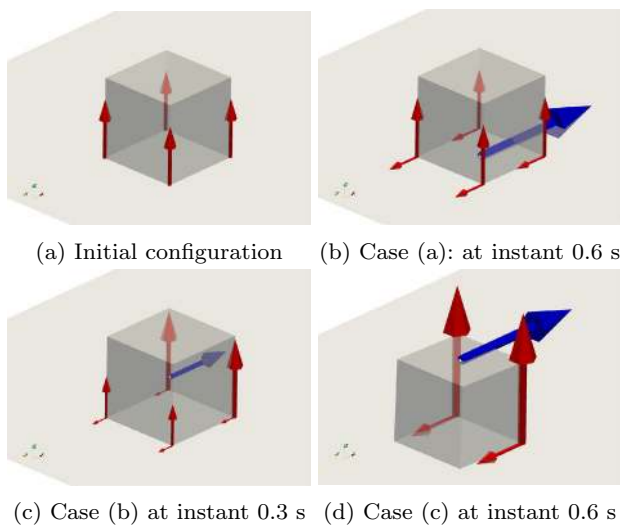 (a) Initial configuration
(b) Case (a): at instant 0.6 s
(c) Case (b) at instant 0.3 s
(d) Case (c) at instant 0.6 s